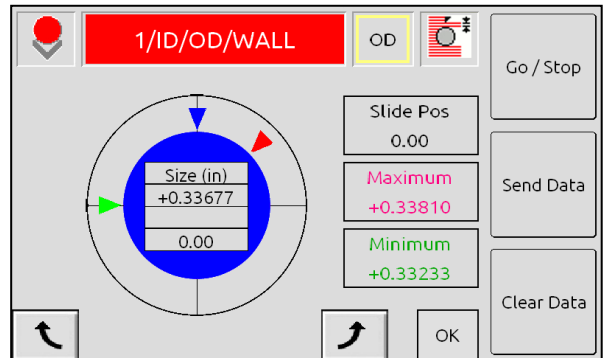 1/ID/OD/WALL
OD
Go / Stop
Slide Pos
0.00
Size (in)
+0.33677
0.00
Maximum
+0.33810
Send Data
Minimum
+0.33233
Clear Data
OK